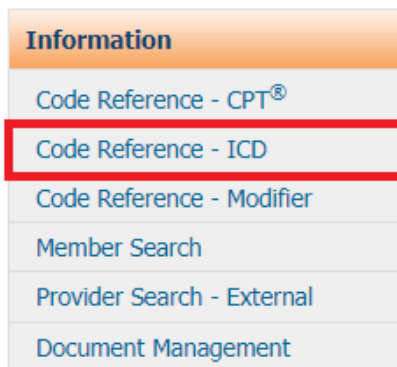 Information
Code Reference - CPT®
Code Reference - ICD
Code Reference - Modifier
Member Search
Provider Search - External
Document Management